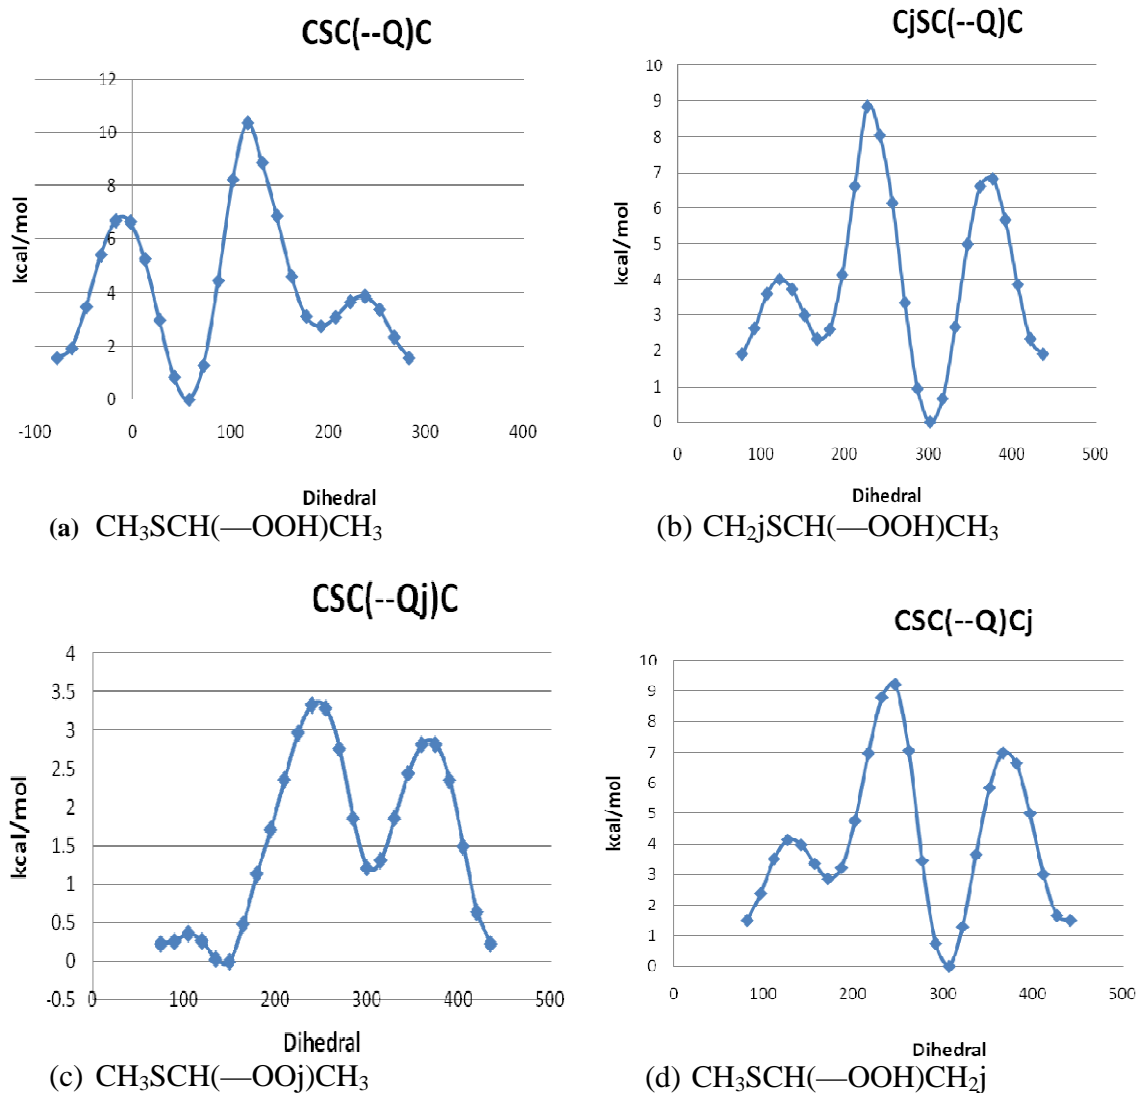 CSC(--Q)C
kcal/mol
12
10
8
6
4
2
0
-100 0 100 200 300 400
Dihedral
(a) CH₃SCH(—OOH)CH₃
CjSC(--Q)C
kcal/mol
10
9
8
7
6
5
4
3
2
1
0
0 100 200 300 400 500
Dihedral
(b) CH₂jSCH(—OOH)CH₃
CSC(--Qj)C
kcal/mol
4
3.5
3
2.5
2
1.5
1
0.5
0
-0.5
0 100 200 300 400 500
Dihedral
(c) CH₃SCH(—OOj)CH₃
CSC(--Q)Cj
kcal/mol
10
9
8
7
6
5
4
3
2
1
0
0 100 200 300 400 500
Dihedral
(d) CH₃SCH(—OOH)CH₂j